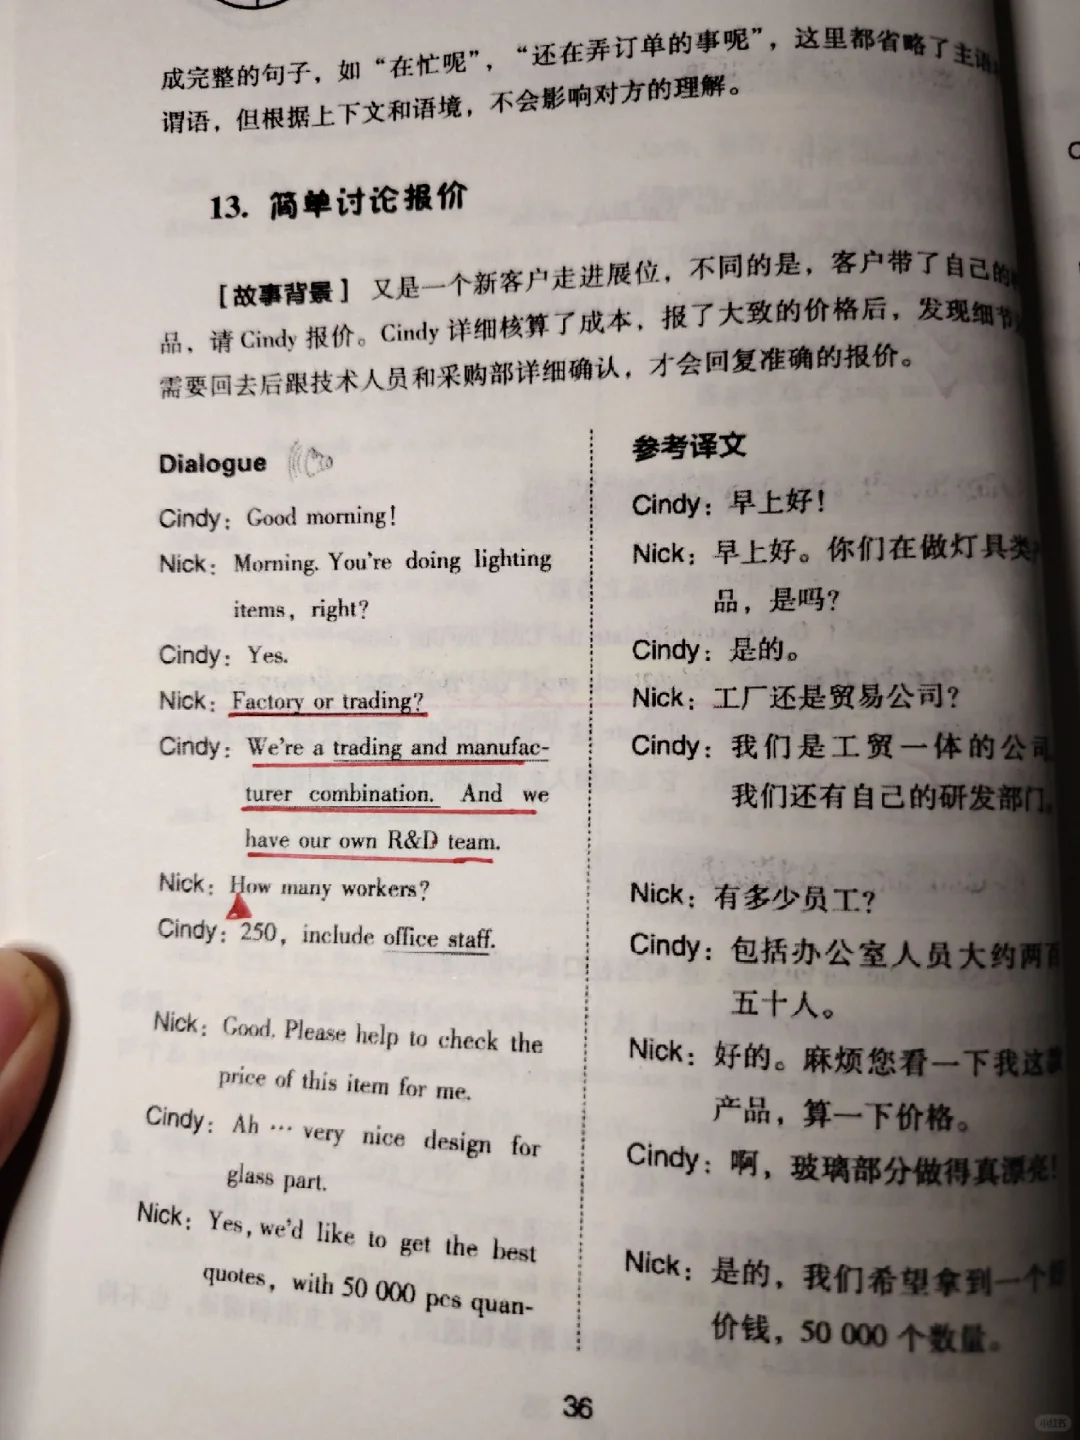 成完整的句子，如“在忙呢”，“还在弄订单的事呢”，这里都省略了主语
谓语，但根据上下文和语境，不会影响对方的理解。
13. 简单讨论报价
［故事背景］ 又是一个新客户走进展位，不同的是，客户带了自己的
品，请 Cindy 报价。Cindy 详细核算了成本，报了大致的价格后，发现细节
需要回去后跟技术人员和采购部详细确认，才会回复准确的报价。
Dialogue
Cindy: Good morning!
Nick: Morning. You're doing lighting
items, right?
Cindy: Yes.
Nick: Factory or trading?
Cindy: We're a trading and manufac-
turer combination. And we
have our own R&D team.
Nick: How many workers?
Cindy: 250, include office staff.
Nick: Good. Please help to check the
price of this item for me.
Cindy: Ah … very nice design for
glass part.
Nick: Yes, we'd like to get the best
quotes, with 50 000 pcs quan-
参考译文
Cindy: 早上好！
Nick: 早上好。你们在做灯具类
品，是吗？
Cindy: 是的。
Nick: 工厂还是贸易公司？
Cindy: 我们是工贸一体的公司
我们还有自己的研发部门。
Nick: 有多少员工？
Cindy: 包括办公室人员大约两百
五十人。
Nick: 好的。麻烦您看一下我这款
产品，算一下价格。
Cindy: 啊，玻璃部分做得真漂亮！
Nick: 是的，我们希望拿到一个
价钱，50 000 个数量。
36
小红书